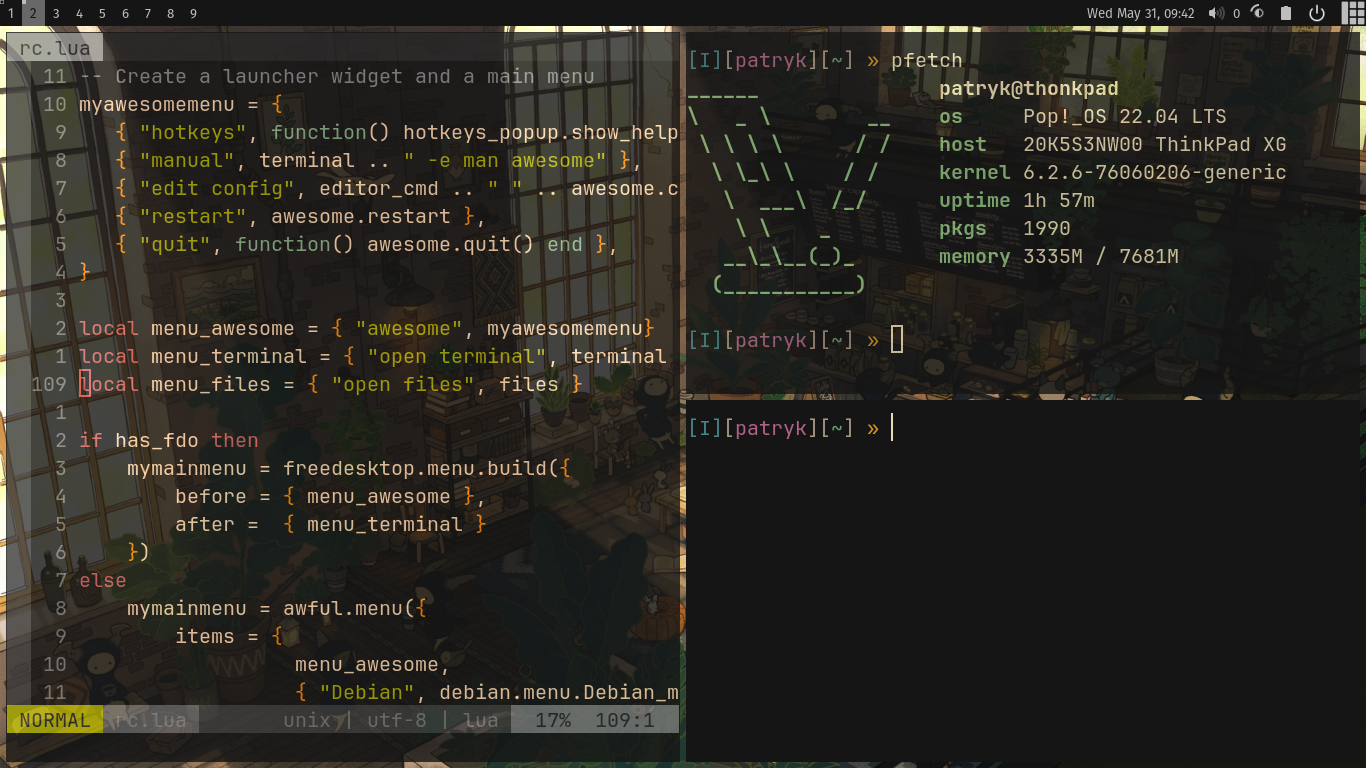 1 2 3 4 5 6 7 8 9
Wed May 31, 09:42 0
rc.lua
11 -- Create a launcher widget and a main menu
10 myawesomemenu = {
9    { "hotkeys", function() hotkeys_popup.show_help
8    { "manual", terminal .. " -e man awesome" },
7    { "edit config", editor_cmd .. " " .. awesome.c
6    { "restart", awesome.restart },
5    { "quit", function() awesome.quit() end },
4 }
3
2 local menu_awesome = { "awesome", myawesomemenu}
1 local menu_terminal = { "open terminal", terminal
109 local menu_files = { "open files", files }
1
2 if has_fdo then
3     mymainmenu = freedesktop.menu.build({
4         before = { menu_awesome },
5         after =  { menu_terminal }
6     })
7 else
8     mymainmenu = awful.menu({
9         items = {
10                   menu_awesome,
11                   { "Debian", debian.menu.Debian_m
NORMAL rc.lua unix | utf-8 | lua 17% 109:1
[I][patryk][~] » pfetch
patryk@thonkpad
os Pop!_OS 22.04 LTS
host 20K5S3NW00 ThinkPad XG
kernel 6.2.6-76060206-generic
uptime 1h 57m
pkgs 1990
memory 3335M / 7681M
[I][patryk][~] »
[I][patryk][~] »